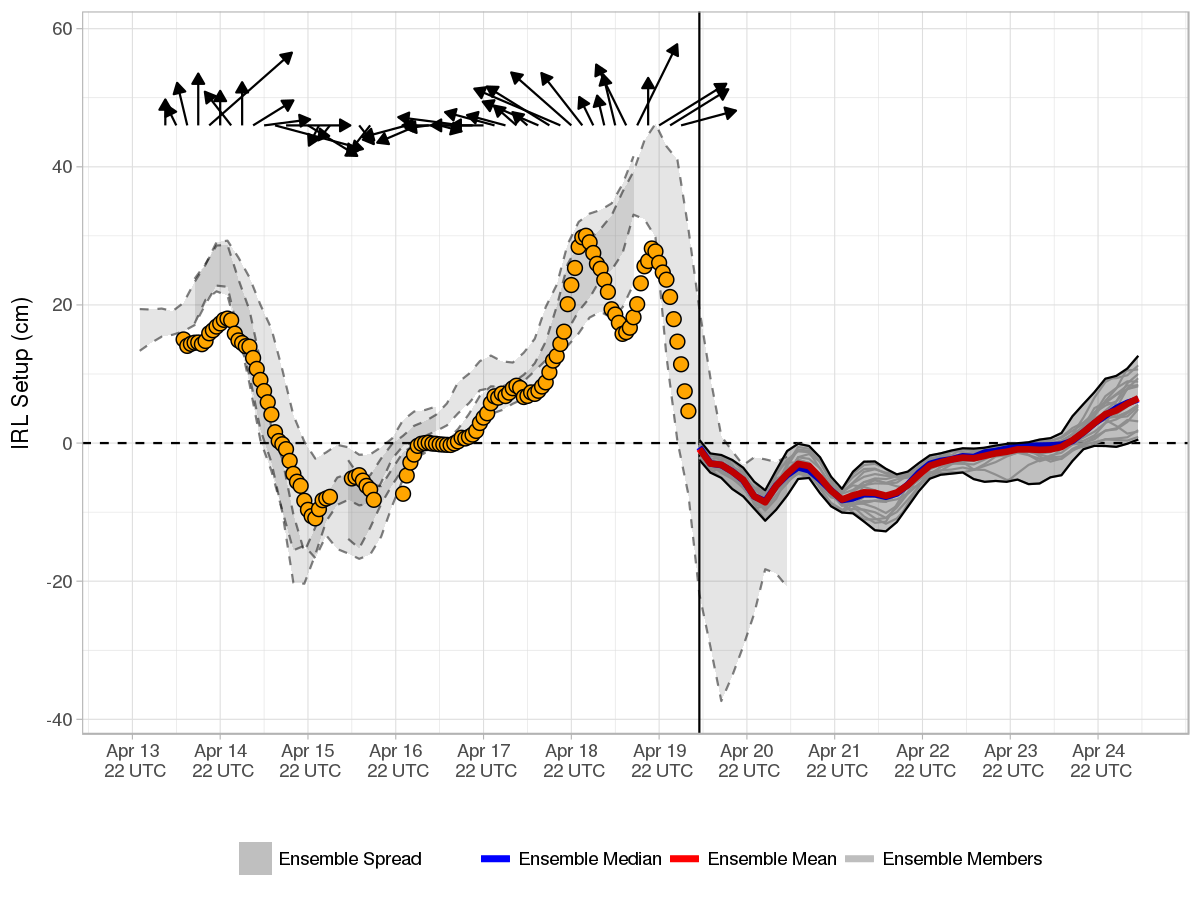 IRL Setup (cm)
60
40
20
0
-20
-40
Apr 13 Apr 14 Apr 15 Apr 16 Apr 17 Apr 18 Apr 19 Apr 20 Apr 21 Apr 22 Apr 23 Apr 24
22 UTC 22 UTC 22 UTC 22 UTC 22 UTC 22 UTC 22 UTC 22 UTC 22 UTC 22 UTC 22 UTC 22 UTC
Ensemble Spread Ensemble Median Ensemble Mean Ensemble Members